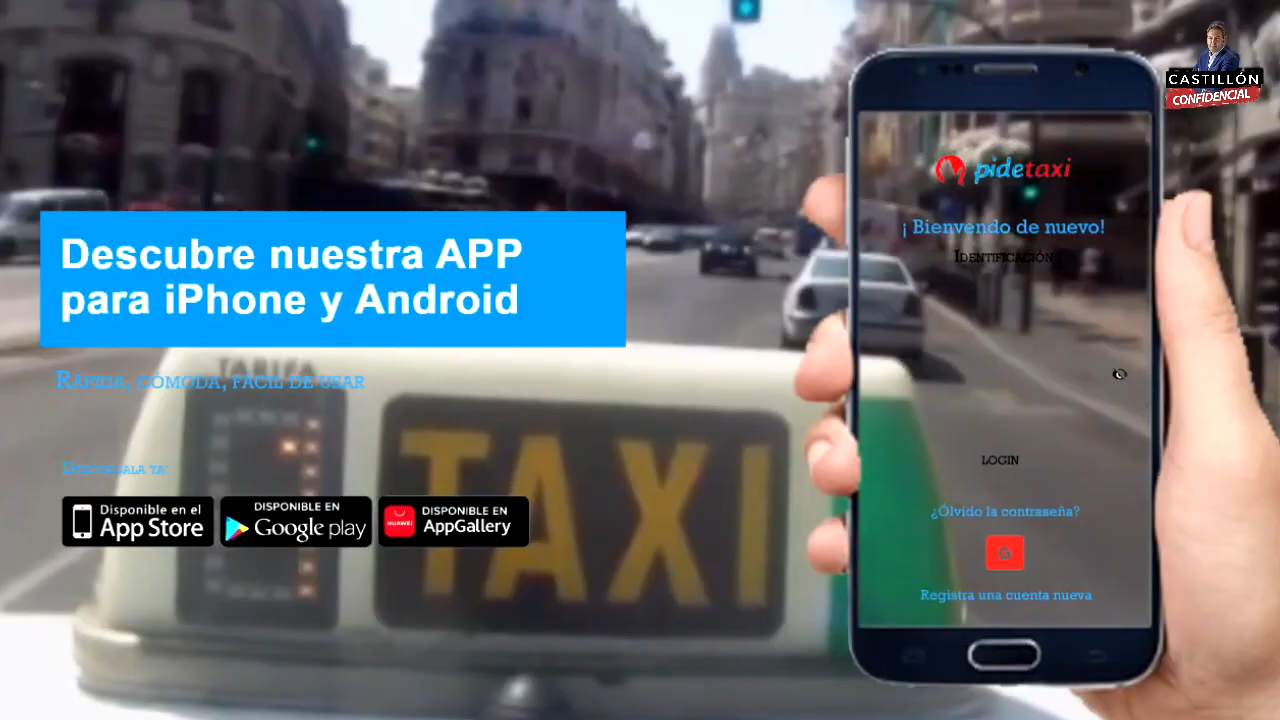 CASTILLÓN
CONFIDENCIAL
pidetaxi
¡ Bienvendo de nuevo!
IDENTIFICACIÓN
Descubre nuestra APP
para iPhone y Android
TARIFA
RÁPIDA, CÓMODA, FÁCIL DE USAR
TAXI
DESCÁRGALA YA:
Disponible en el
App Store
DISPONIBLE EN
Google play
HUAWEI
DISPONIBLE EN
AppGallery
LOGIN
¿Olvido la contraseña?
G
Registra una cuenta nueva